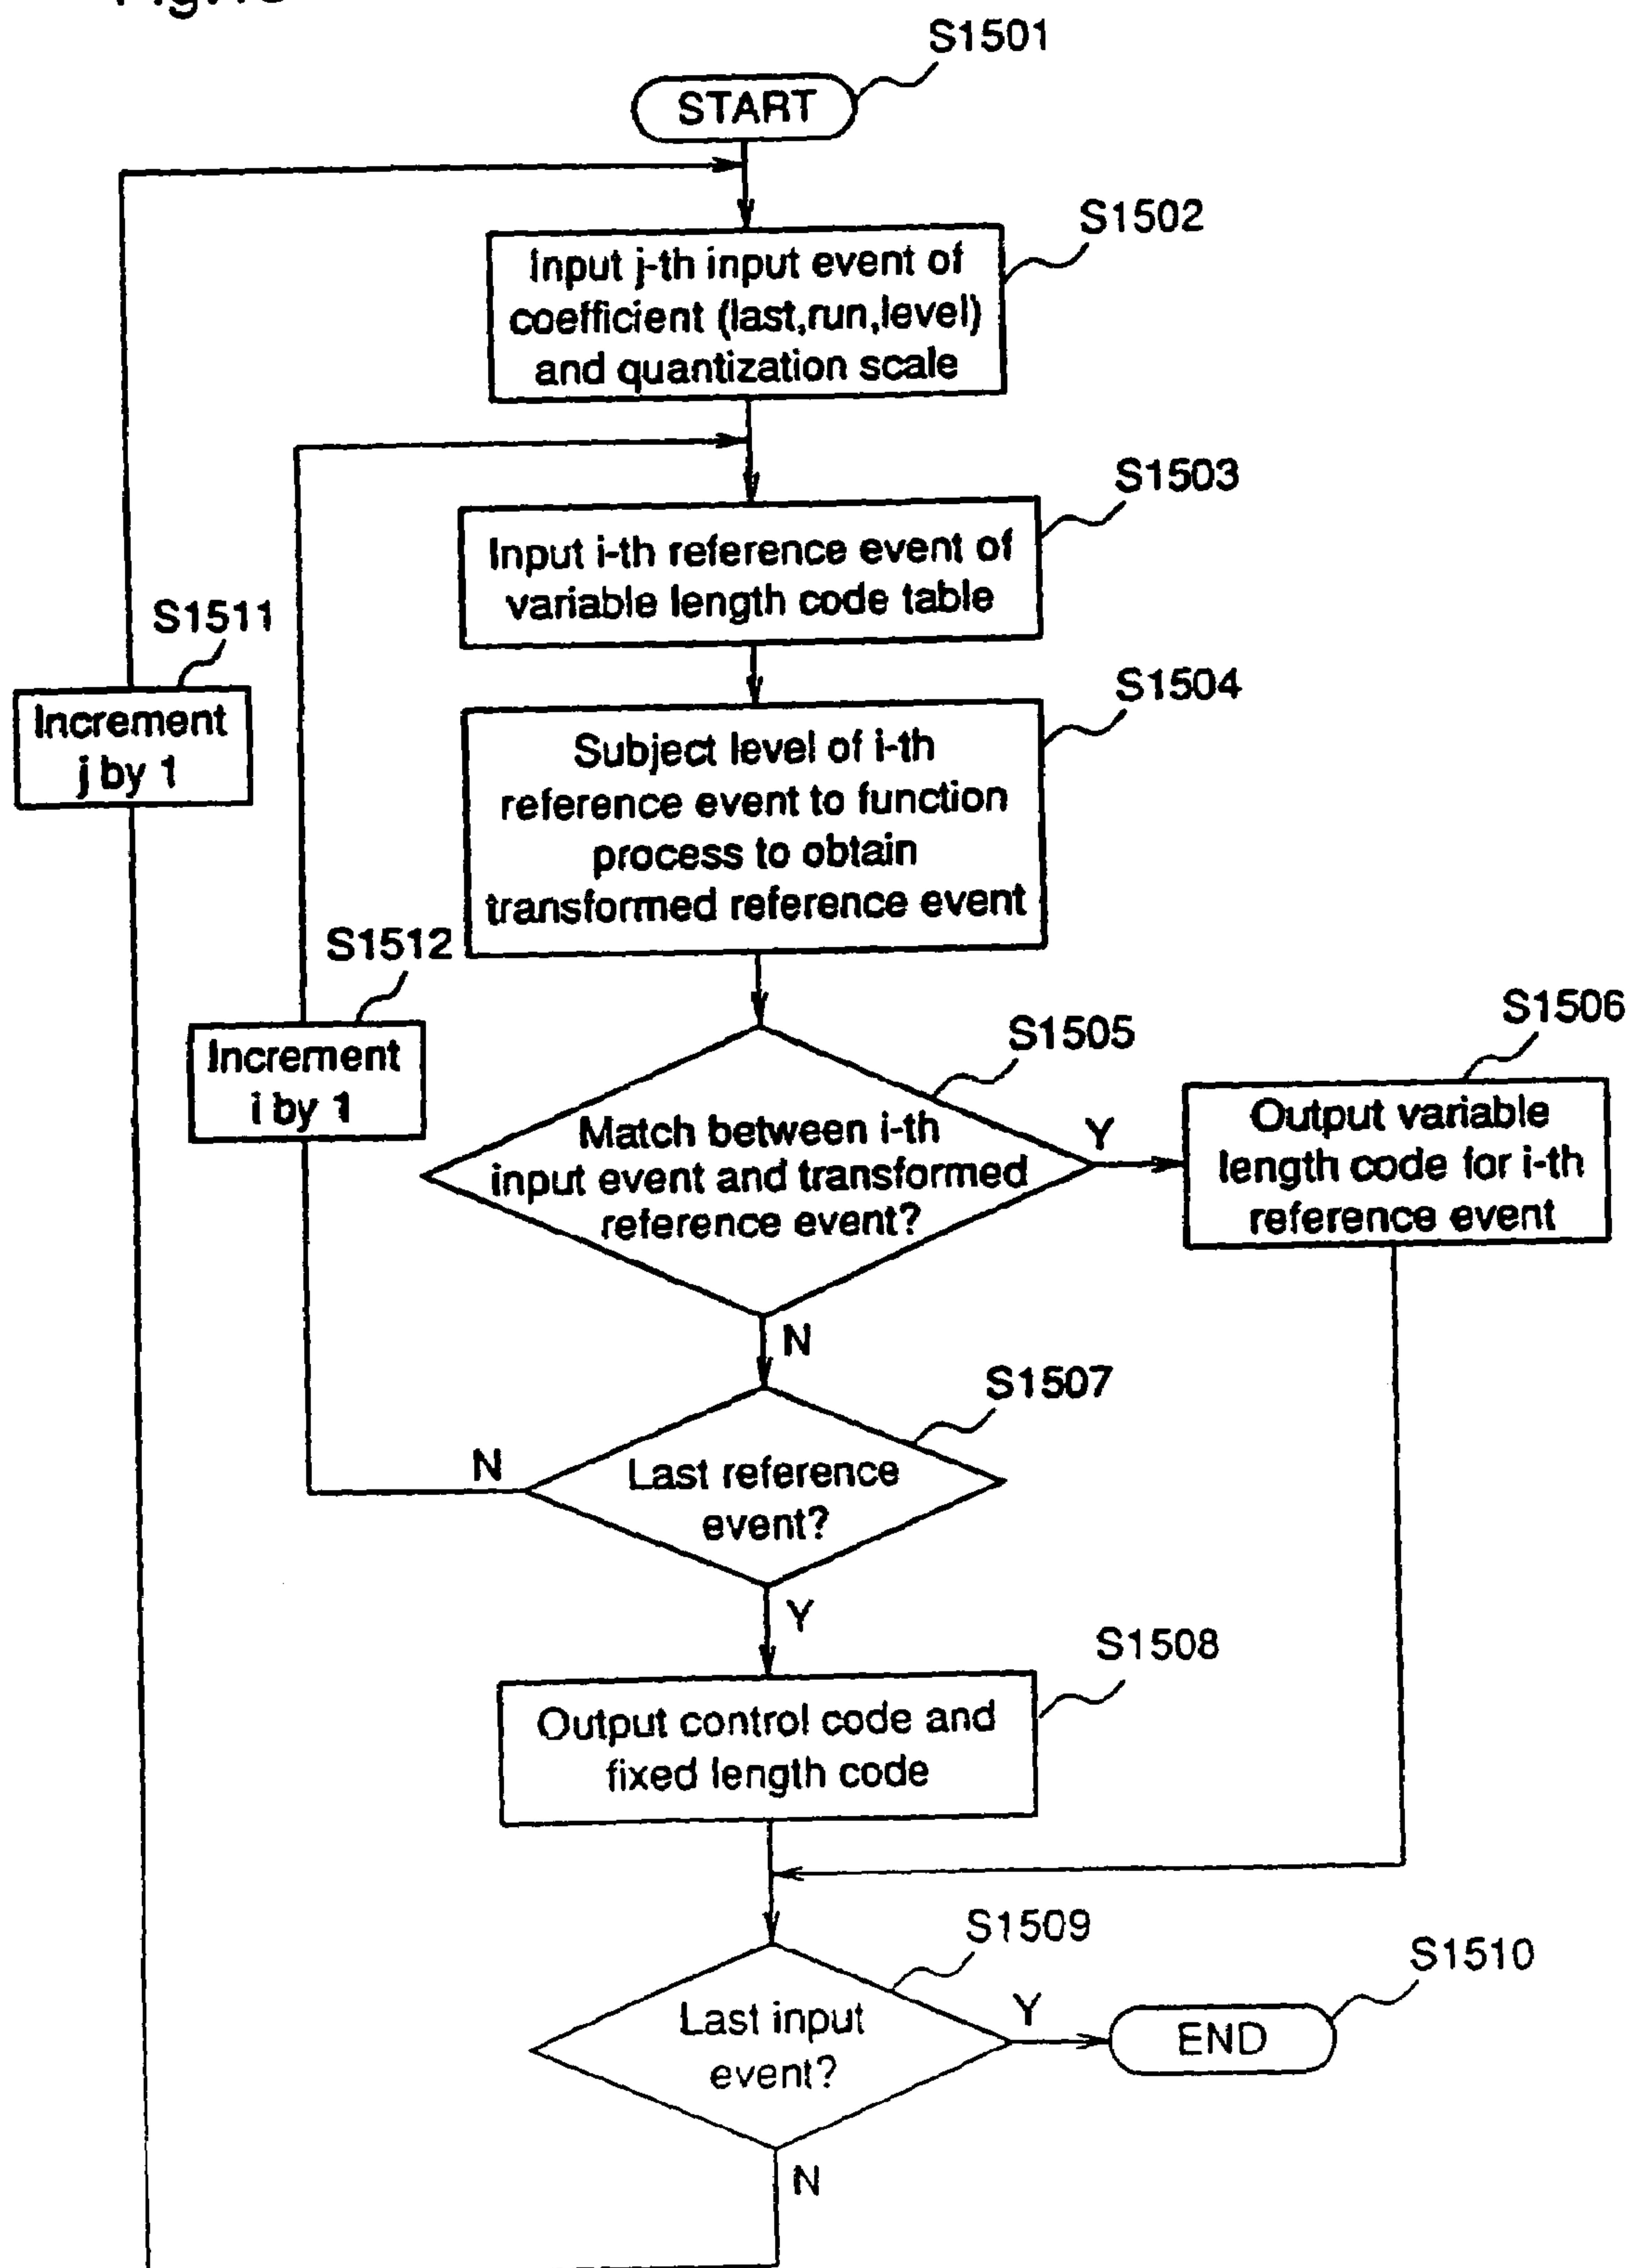 S1501
START
S1502
Input j-th input event of
coefficient (last,run,level)
and quantization scale
S1503
Input i-th reference event of
variable length code table
S1511
Increment
j by 1
S1504
Subject level of i-th
reference event to function
process to obtain
transformed reference event
S1512
Increment
i by 1
S1505
Match between i-th
input event and transformed
reference event?
Y
S1506
Output variable
length code for i-th
reference event
N
S1507
Last reference
event?
N
Y
S1508
Output control code and
fixed length code
S1509
Last input
event?
Y
S1510
END
N